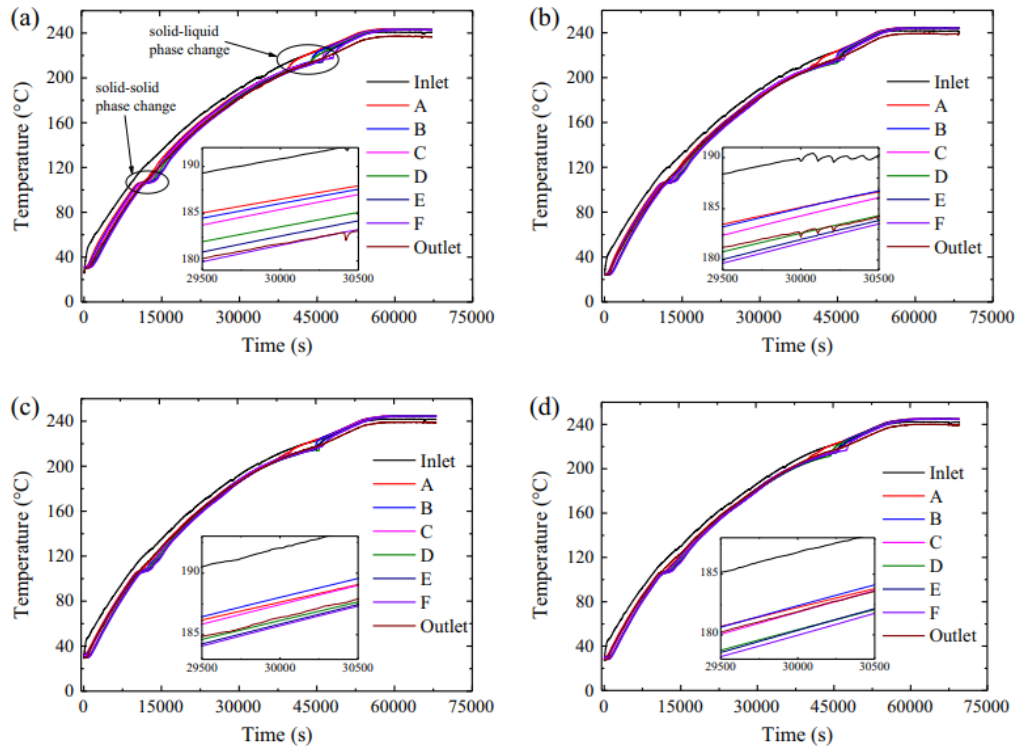 (a)
solid-liquid
phase change
solid-solid
phase change
240
200
160
120
80
40
0
Temperature (°C)
0 15000 30000 45000 60000 75000
Time (s)
Inlet
A
B
C
D
E
F
Outlet
190
185
180
29500 30000 30500
(b)
240
200
160
120
80
40
0
Temperature (°C)
0 15000 30000 45000 60000 75000
Time (s)
Inlet
A
B
C
D
E
F
Outlet
190
185
180
29500 30000 30500
(c)
240
200
160
120
80
40
0
Temperature (°C)
0 15000 30000 45000 60000 75000
Time (s)
Inlet
A
B
C
D
E
F
Outlet
190
185
29500 30000 30500
(d)
240
200
160
120
80
40
0
Temperature (°C)
0 15000 30000 45000 60000 75000
Time (s)
Inlet
A
B
C
D
E
F
Outlet
185
180
29500 30000 30500